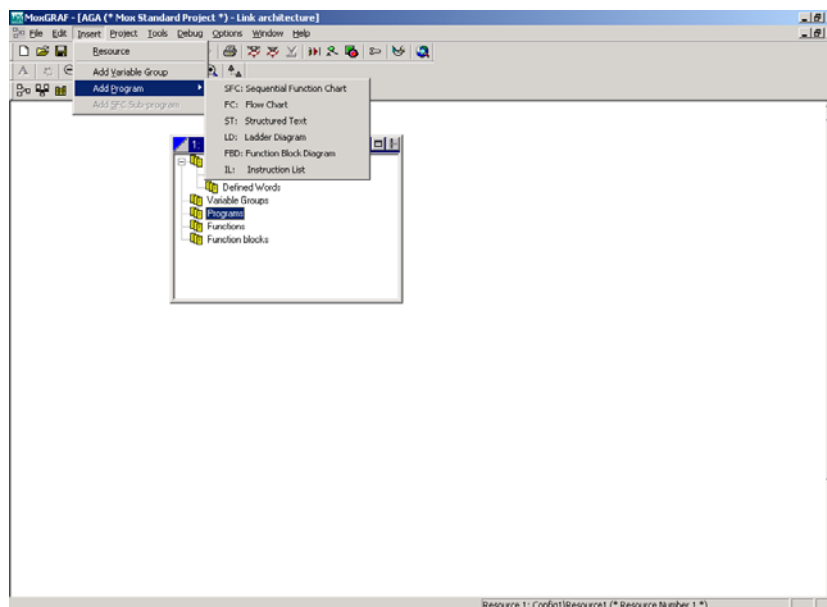 MoxGRAF - [AGA (* Mox Standard Project *) - Link architecture]
File Edit Insert Project Tools Debug Options Window Help
Resource
Add Variable Group
Add Program
Add SFC Sub-program
SFC: Sequential Function Chart
FC: Flow Chart
ST: Structured Text
LD: Ladder Diagram
FBD: Function Block Diagram
IL: Instruction List
1:
Defined Words
Variable Groups
Programs
Functions
Function blocks
Resource 1: Config1)Resource1 (* Resource Number 1 *)